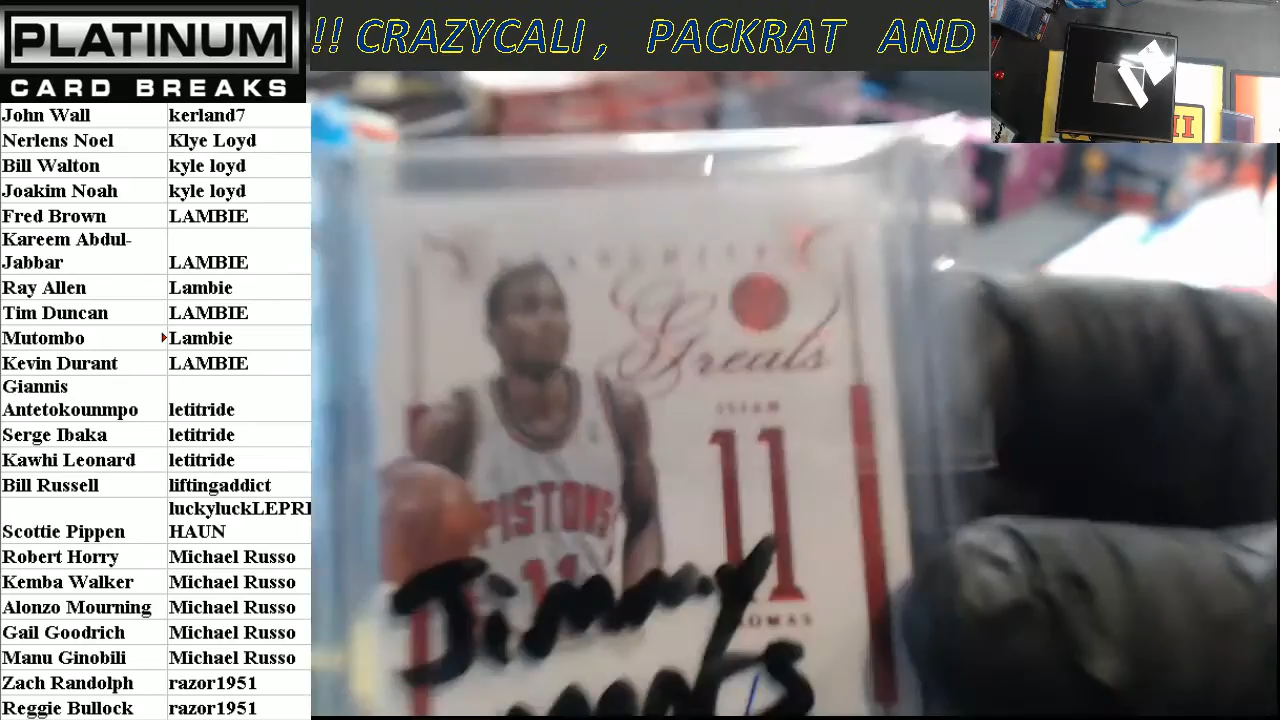 PLATINUM
CARD BREAKS
!! CRAZYCALI , PACKRAT AND
John Wall kerland7
Nerlens Noel Klye Loyd
Bill Walton kyle loyd
Joakim Noah kyle loyd
Fred Brown LAMBIE
Kareem Abdul-
Jabbar LAMBIE
Ray Allen Lambie
Tim Duncan LAMBIE
Mutombo Lambie
Kevin Durant LAMBIE
Giannis
Antetokounmpo letitride
Serge Ibaka letitride
Kawhi Leonard letitride
Bill Russell liftingaddict
luckyluckLEPRI
Scottie Pippen HAUN
Robert Horry Michael Russo
Kemba Walker Michael Russo
Alonzo Mourning Michael Russo
Gail Goodrich Michael Russo
Manu Ginobili Michael Russo
Zach Randolph razor1951
Reggie Bullock razor1951
Greats
ISIAH
11
THOMAS
PISTONS
11
Jimmy